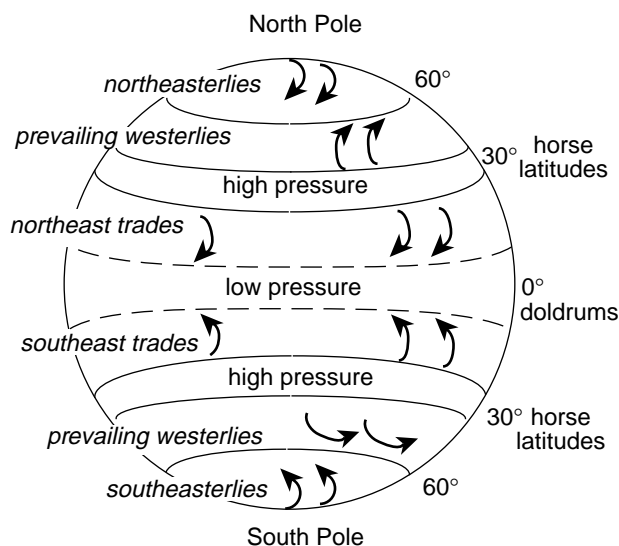 North Pole
northeasterlies
60°
prevailing westerlies
30° horse
latitudes
high pressure
northeast trades
low pressure
0°
doldrums
southeast trades
high pressure
30° horse
latitudes
prevailing westerlies
southeasterlies
60°
South Pole